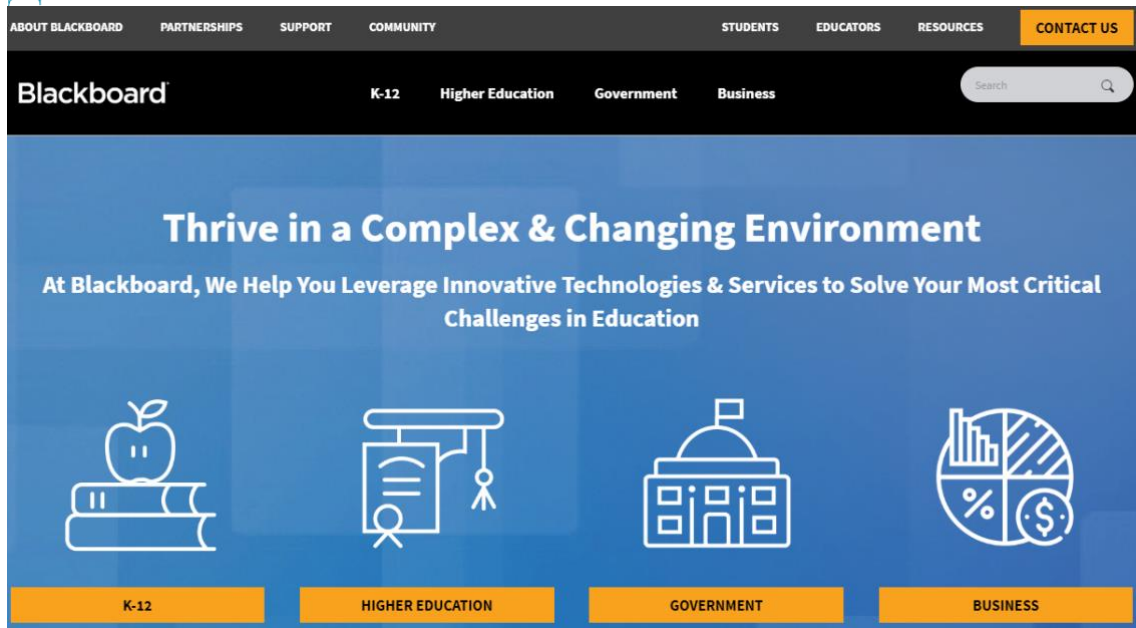 ABOUT BLACKBOARD PARTNERSHIPS SUPPORT COMMUNITY STUDENTS EDUCATORS RESOURCES CONTACT US
Blackboard K-12 Higher Education Government Business Search
Thrive in a Complex & Changing Environment
At Blackboard, We Help You Leverage Innovative Technologies & Services to Solve Your Most Critical
Challenges in Education
% $
K-12 HIGHER EDUCATION GOVERNMENT BUSINESS